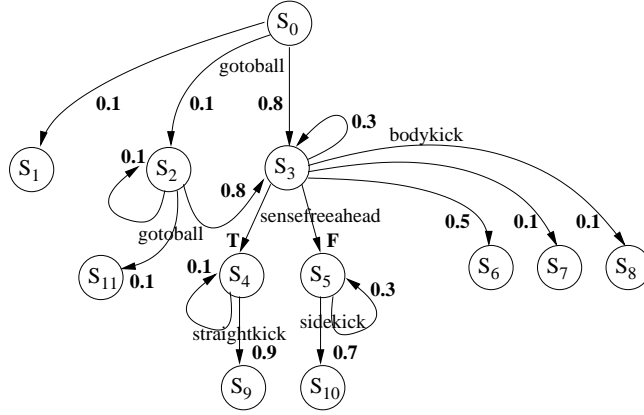 S0
gotoball
0.1 0.1 0.8
0.3
bodykick
S1 S2 S3
0.1
0.8
sensefreeahead
gotoball
T F
0.5 0.1 0.1
S11 0.1
0.1 S4 S5 0.3
S6 S7 S8
straightkick sidekick
0.9 0.7
S9 S10